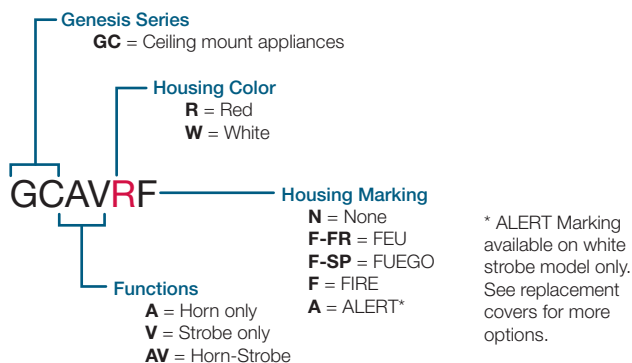 Genesis Series
GC = Ceiling mount appliances
Housing Color
R = Red
W = White
GCAVRF
Housing Marking
N = None
F-FR = FEU
F-SP = FUEGO
F = FIRE
A = ALERT*
* ALERT Marking
available on white
strobe model only.
See replacement
covers for more
options.
Functions
A = Horn only
V = Strobe only
AV = Horn-Strobe